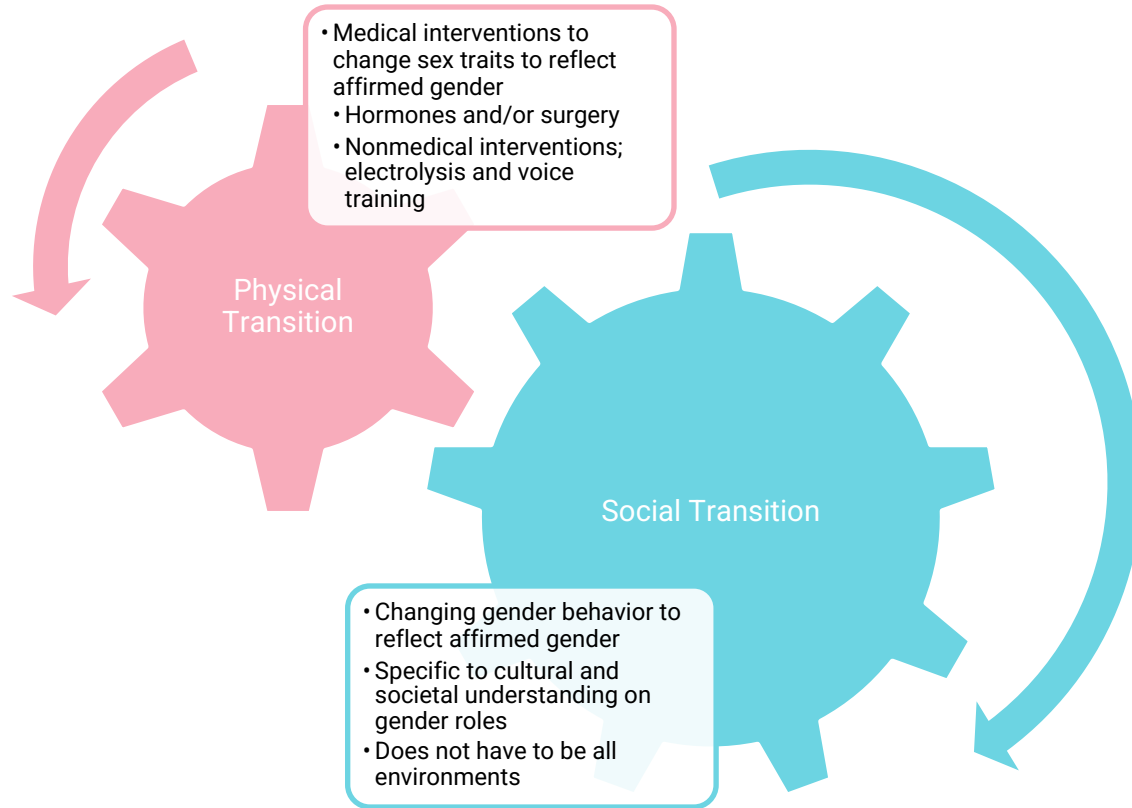 • Medical interventions to
change sex traits to reflect
affirmed gender
• Hormones and/or surgery
• Nonmedical interventions;
electrolysis and voice
training
Physical
Transition
Social Transition
• Changing gender behavior to
reflect affirmed gender
• Specific to cultural and
societal understanding on
gender roles
• Does not have to be all
environments